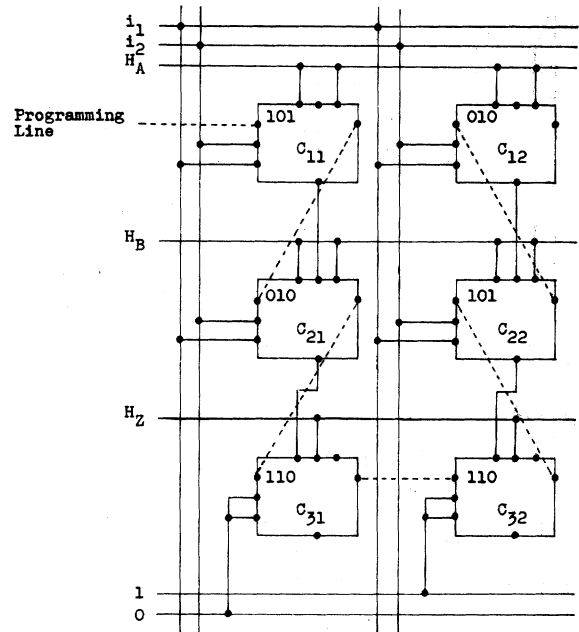 i1
i2
HA
Programming
Line
101
C11
010
C12
HB
010
C21
101
C22
HZ
110
C31
110
C32
1
0